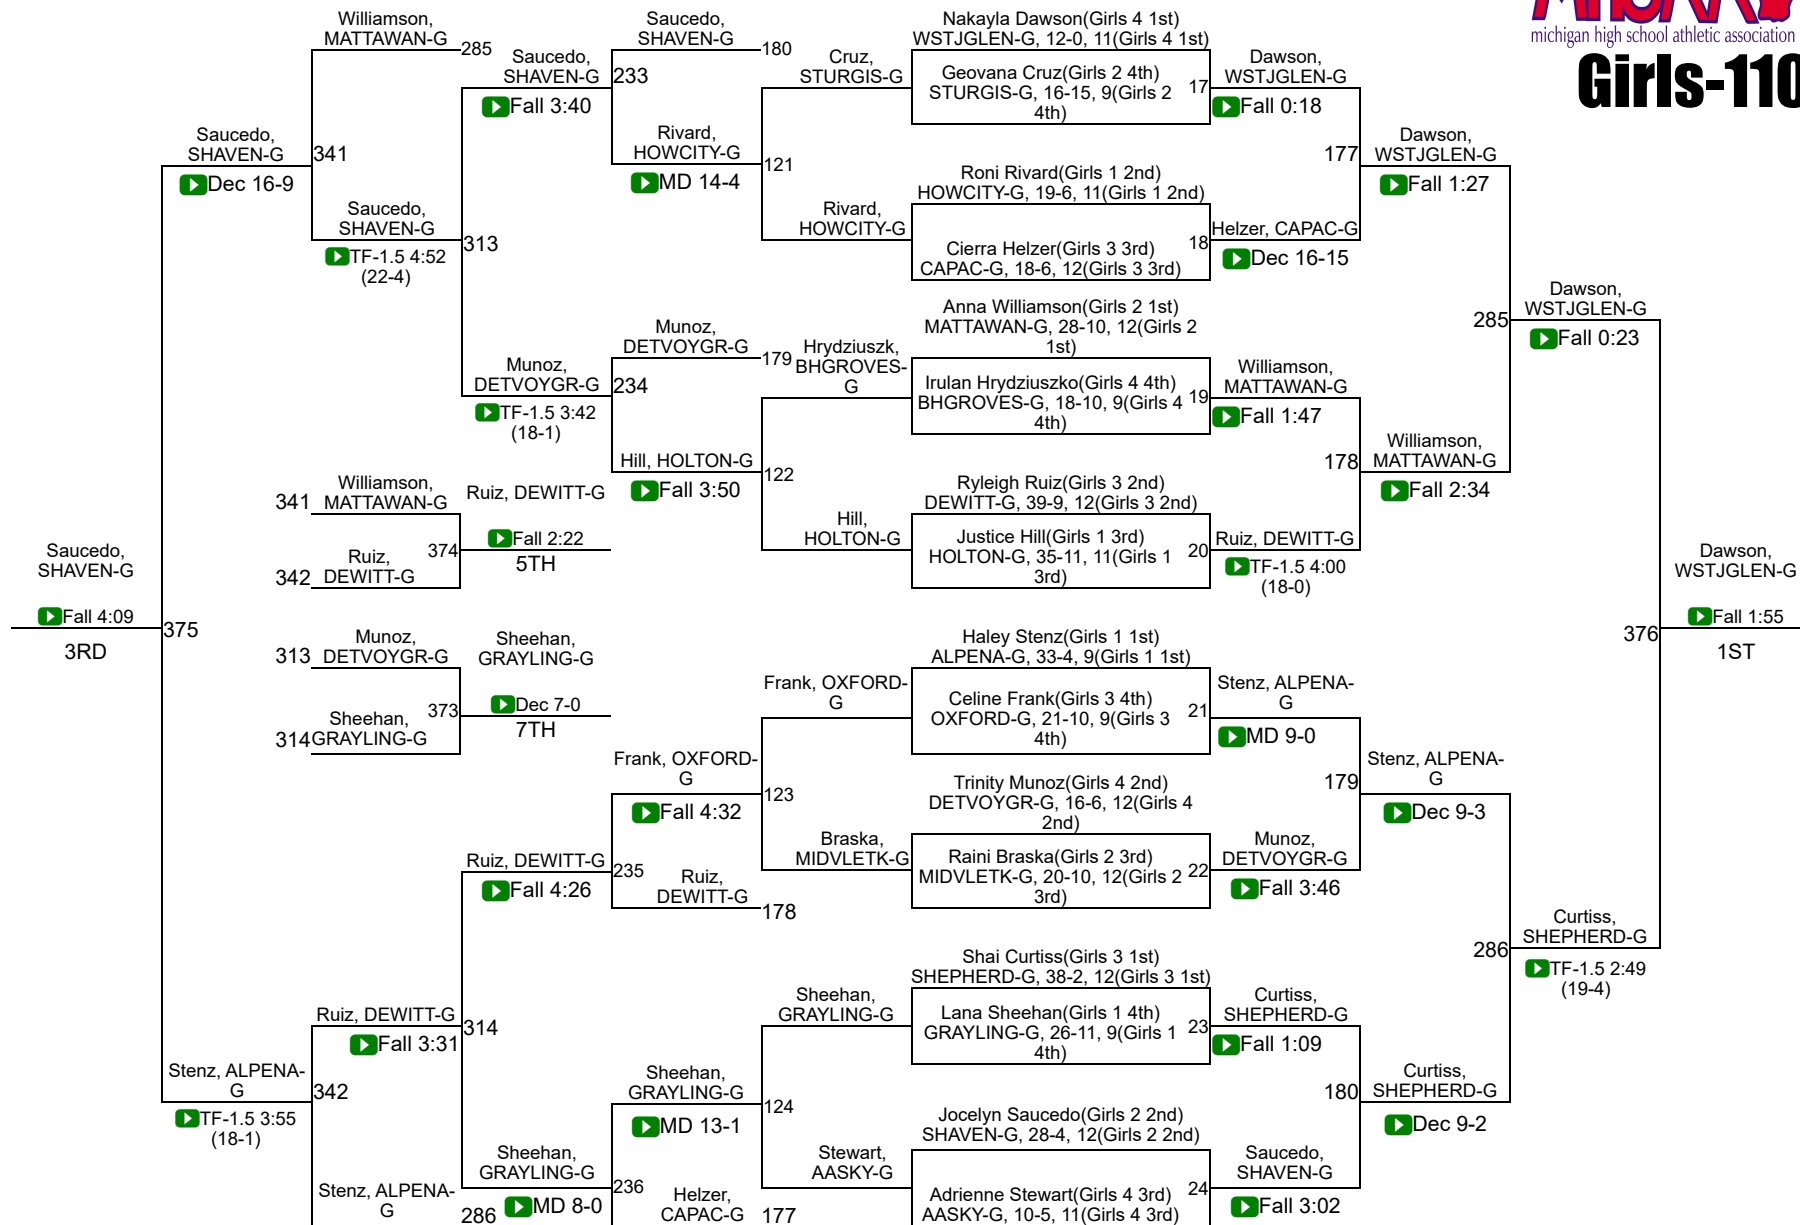 MHSAA
michigan high school athletic association
Girls-110
Williamson,
MATTAWAN-G
285
Saucedo,
SHAVEN-G
Fall 3:40
233
Saucedo,
SHAVEN-G
180
Rivard,
HOWCITY-G
MD 14-4
121
Cruz,
STURGIS-G
Rivard,
HOWCITY-G
Nakayla Dawson(Girls 4 1st)
WSTJGLEN-G, 12-0, 11(Girls 4 1st)
Geovana Cruz(Girls 2 4th)
STURGIS-G, 16-15, 9(Girls 2
4th)
17
Dawson,
WSTJGLEN-G
Fall 0:18
Roni Rivard(Girls 1 2nd)
HOWCITY-G, 19-6, 11(Girls 1 2nd)
Cierra Helzer(Girls 3 3rd)
CAPAC-G, 18-6, 12(Girls 3 3rd)
18
Helzer, CAPAC-G
Dec 16-15
177
Dawson,
WSTJGLEN-G
Fall 1:27
Saucedo,
SHAVEN-G
Dec 16-9
341
Saucedo,
SHAVEN-G
TF-1.5 4:52
(22-4)
313
Munoz,
DETVOYGR-G
TF-1.5 3:42
(18-1)
234
Munoz,
DETVOYGR-G
179
Hill, HOLTON-G
Fall 3:50
122
Hrydziuszk,
BHGROVES-
G
Hill,
HOLTON-G
Anna Williamson(Girls 2 1st)
MATTAWAN-G, 28-10, 12(Girls 2
1st)
Irulan Hrydziuszko(Girls 4 4th)
BHGROVES-G, 18-10, 9(Girls 4
4th)
19
Williamson,
MATTAWAN-G
Fall 1:47
Ryleigh Ruiz(Girls 3 2nd)
DEWITT-G, 39-9, 12(Girls 3 2nd)
Justice Hill(Girls 1 3rd)
HOLTON-G, 35-11, 11(Girls 1
3rd)
20
Ruiz, DEWITT-G
TF-1.5 4:00
(18-0)
178
Williamson,
MATTAWAN-G
Fall 2:34
285
Dawson,
WSTJGLEN-G
Fall 0:23
341
Williamson,
MATTAWAN-G
342
Ruiz,
DEWITT-G
374
Ruiz, DEWITT-G
Fall 2:22
5TH
Saucedo,
SHAVEN-G
Fall 4:09
3RD
375
313
Munoz,
DETVOYGR-G
314
Sheehan,
GRAYLING-G
373
Sheehan,
GRAYLING-G
Dec 7-0
7TH
376
Dawson,
WSTJGLEN-G
Fall 1:55
1ST
Frank, OXFORD-
G
Fall 4:32
123
Frank, OXFORD-
G
Braska,
MIDVLETK-G
Haley Stenz(Girls 1 1st)
ALPENA-G, 33-4, 9(Girls 1 1st)
Celine Frank(Girls 3 4th)
OXFORD-G, 21-10, 9(Girls 3
4th)
21
Stenz, ALPENA-
G
MD 9-0
Trinity Munoz(Girls 4 2nd)
DETVOYGR-G, 16-6, 12(Girls 4
2nd)
Raini Braska(Girls 2 3rd)
MIDVLETK-G, 20-10, 12(Girls 2
3rd)
22
Munoz,
DETVOYGR-G
Fall 3:46
179
Stenz, ALPENA-
G
Dec 9-3
Ruiz, DEWITT-G
Fall 4:26
235
Ruiz,
DEWITT-G
178
286
Curtiss,
SHEPHERD-G
TF-1.5 2:49
(19-4)
Ruiz, DEWITT-G
Fall 3:31
314
Stenz, ALPENA-
G
TF-1.5 3:55
(18-1)
342
Stenz, ALPENA-
G
286
Sheehan,
GRAYLING-G
MD 8-0
236
Sheehan,
GRAYLING-G
MD 13-1
124
Helzer,
CAPAC-G
177
Sheehan,
GRAYLING-G
Stewart,
AASKY-G
Shai Curtiss(Girls 3 1st)
SHEPHERD-G, 38-2, 12(Girls 3 1st)
Lana Sheehan(Girls 1 4th)
GRAYLING-G, 26-11, 9(Girls 1
4th)
23
Curtiss,
SHEPHERD-G
Fall 1:09
Jocelyn Saucedo(Girls 2 2nd)
SHAVEN-G, 28-4, 12(Girls 2 2nd)
Adrienne Stewart(Girls 4 3rd)
AASKY-G, 10-5, 11(Girls 4 3rd)
24
Saucedo,
SHAVEN-G
Fall 3:02
180
Curtiss,
SHEPHERD-G
Dec 9-2